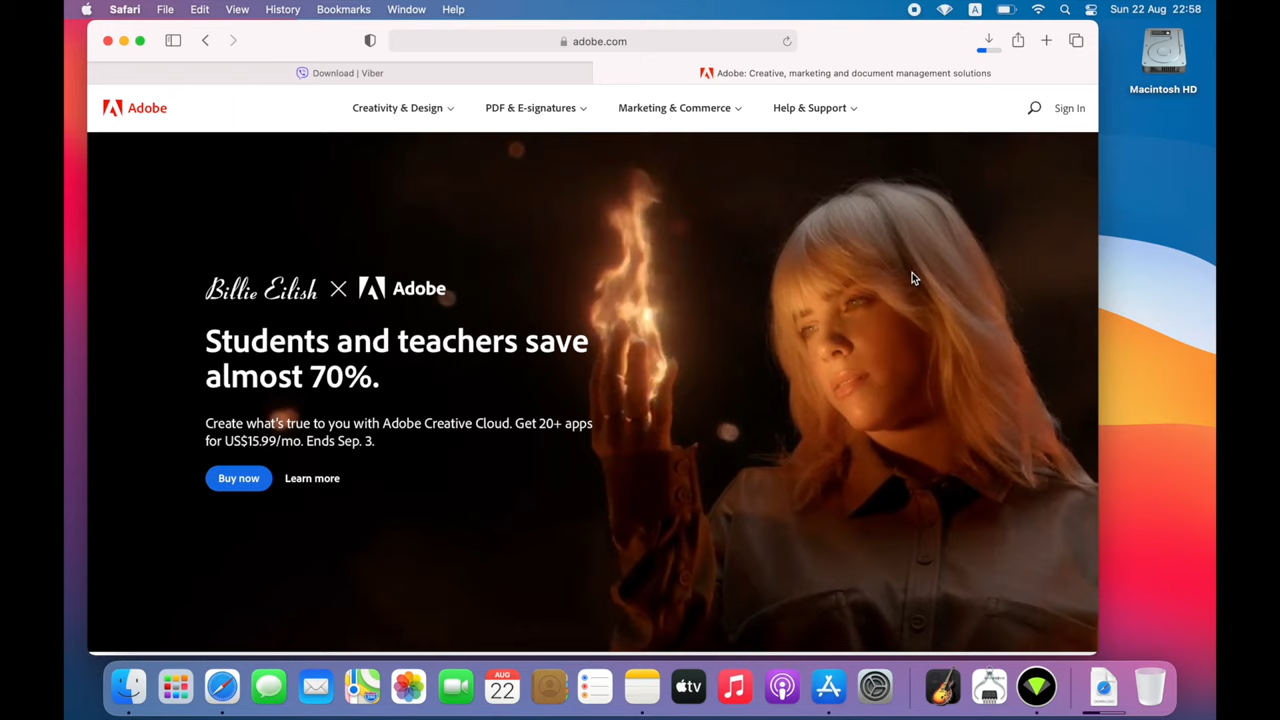 Safari File Edit View History Bookmarks Window Help A Sun 22 Aug 22:58
adobe.com
Download | Viber
Adobe: Creative, marketing and document management solutions
Adobe Creativity & Design PDF & E-signatures Marketing & Commerce Help & Support Sign In
Macintosh HD
Billie Eilish × Adobe
Students and teachers save
almost 70%.
Create what's true to you with Adobe Creative Cloud. Get 20+ apps
for US$15.99/mo. Ends Sep. 3.
Buy now Learn more
AUG
22
tv